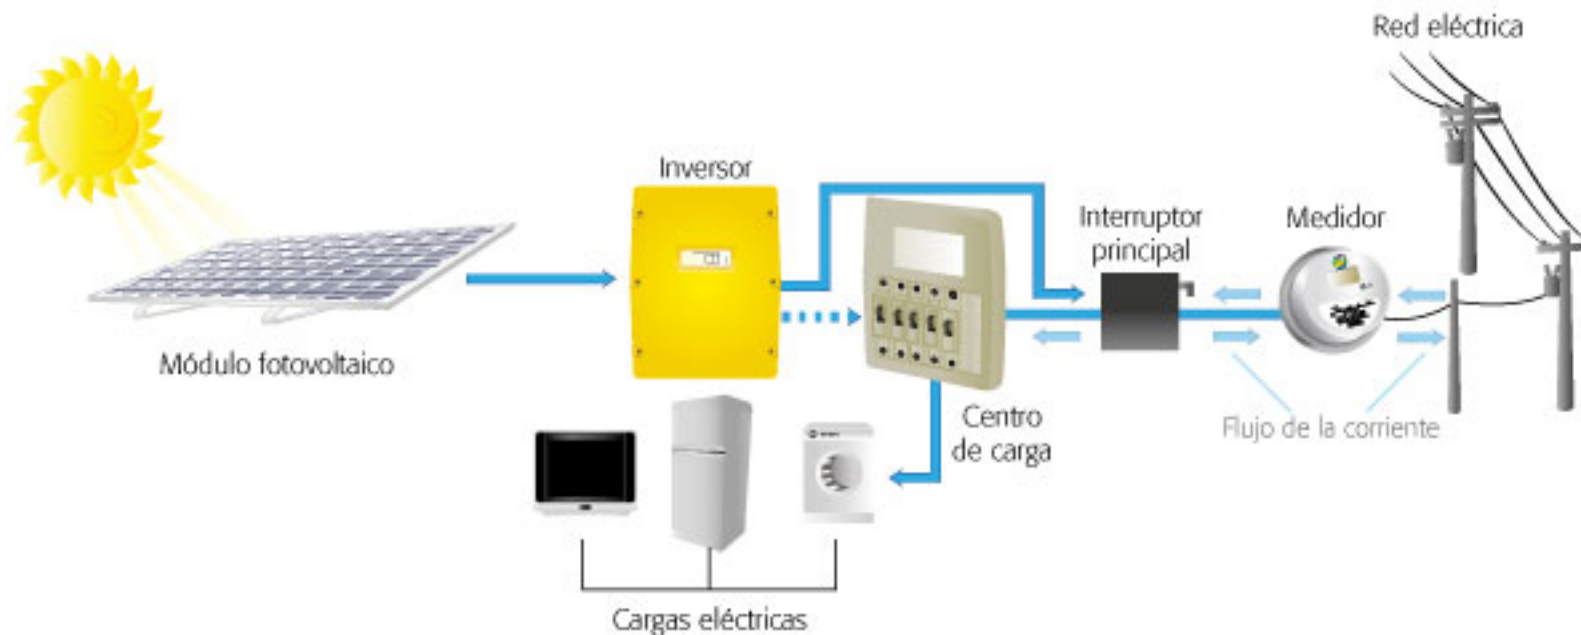 Red eléctrica
Inversor
Interruptor
principal
Medidor
Módulo fotovoltaico
Centro
de carga
Flujo de la corriente
Cargas eléctricas